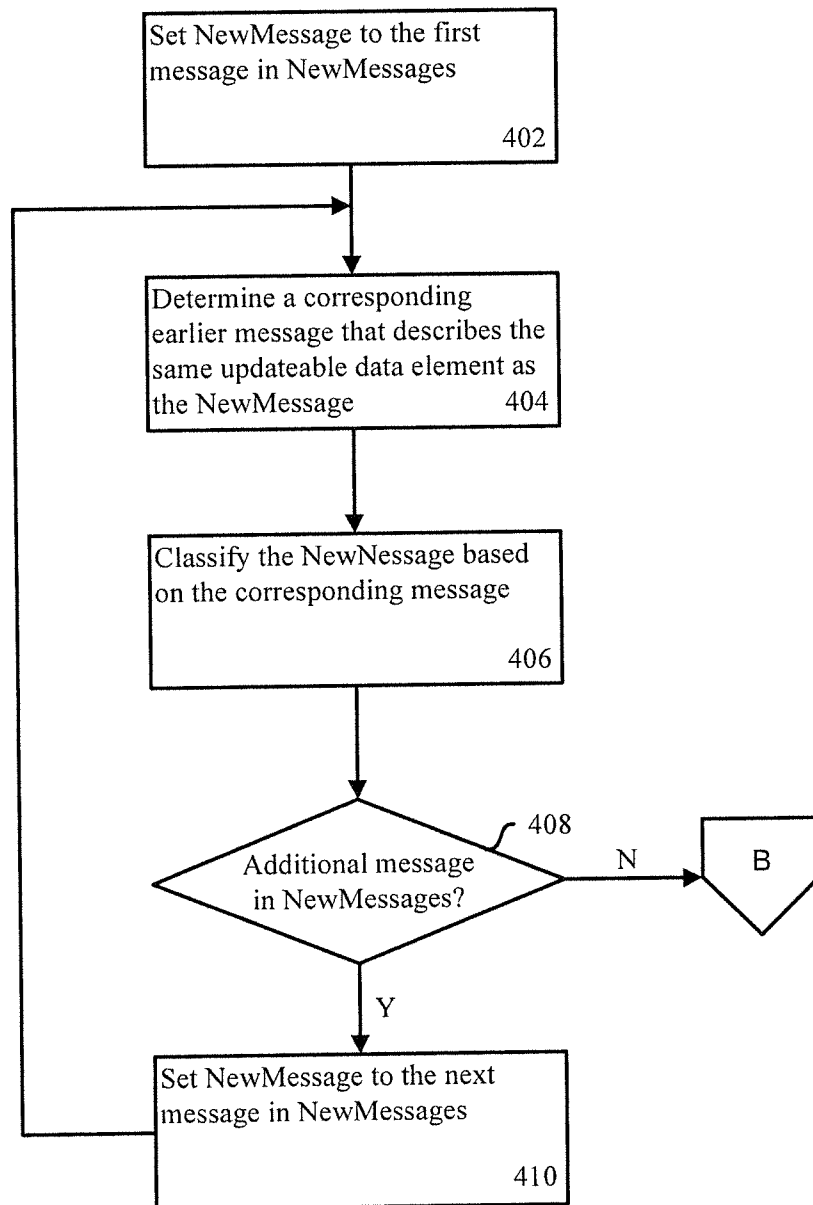 Set NewMessage to the first
message in NewMessages
402
Determine a corresponding
earlier message that describes the
same updateable data element as
the NewMessage 404
Classify the NewNessage based
on the corresponding message
406
408
Additional message
in NewMessages?
N
B
Y
Set NewMessage to the next
message in NewMessages
410